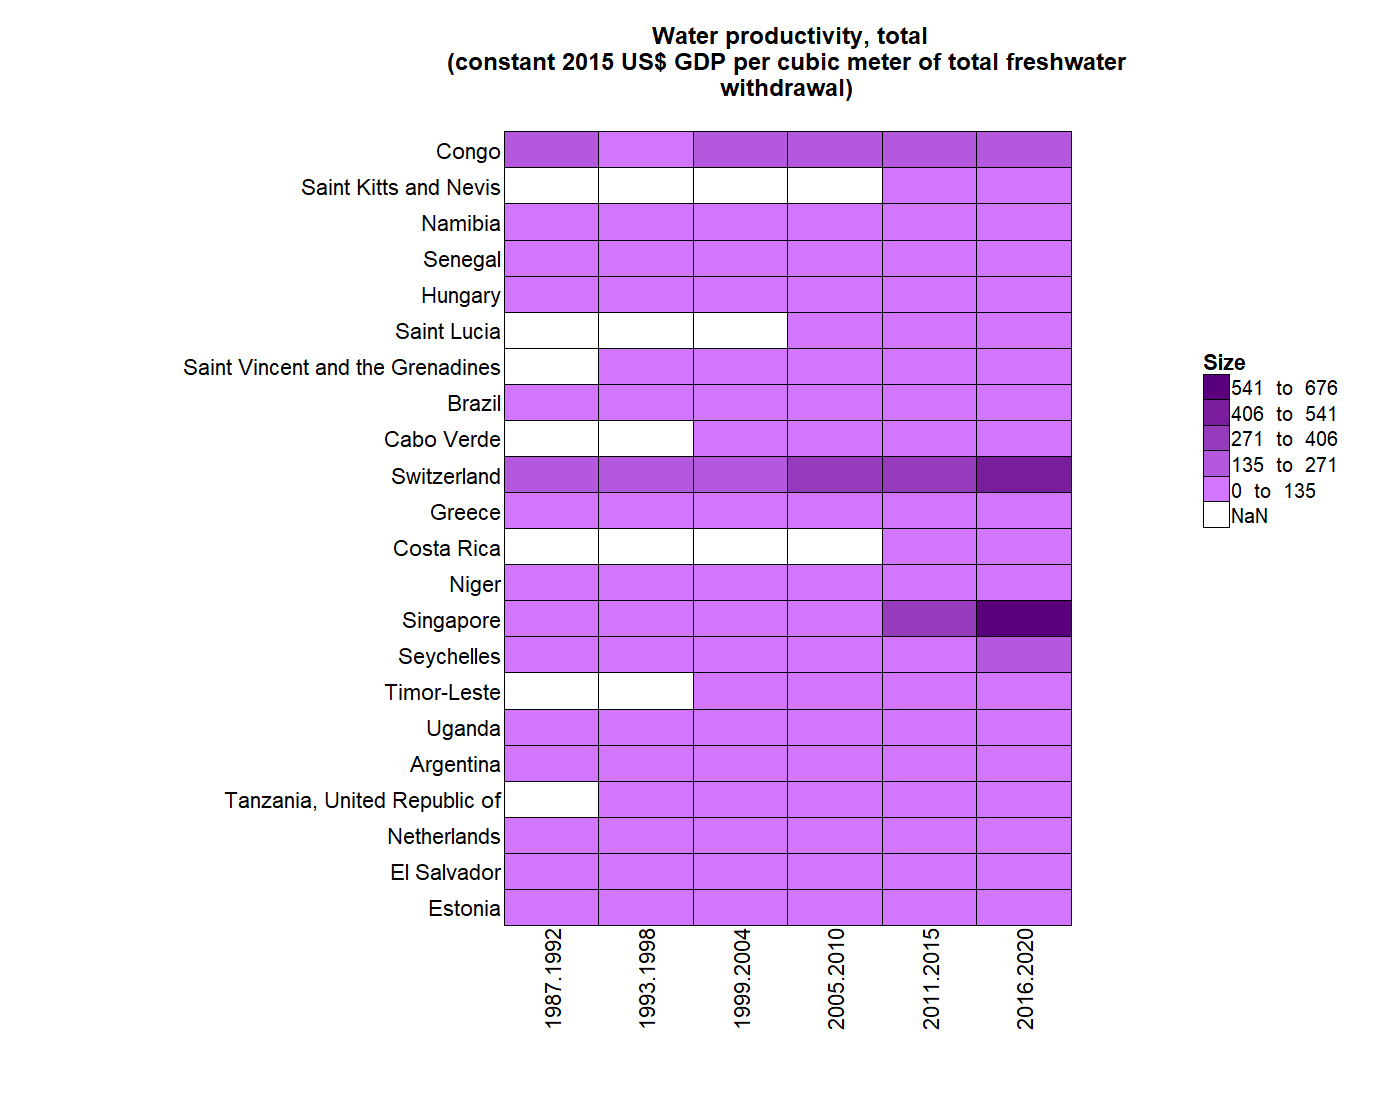 Water productivity, total
(constant 2015 US$ GDP per cubic meter of total freshwater
withdrawal)
Congo
Saint Kitts and Nevis
Namibia
Senegal
Hungary
Saint Lucia
Saint Vincent and the Grenadines
Brazil
Cabo Verde
Switzerland
Greece
Costa Rica
Niger
Singapore
Seychelles
Timor-Leste
Uganda
Argentina
Tanzania, United Republic of
Netherlands
El Salvador
Estonia
1987.1992
1993.1998
1999.2004
2005.2010
2011.2015
2016.2020
Size
541 to 676
406 to 541
271 to 406
135 to 271
0 to 135
NaN